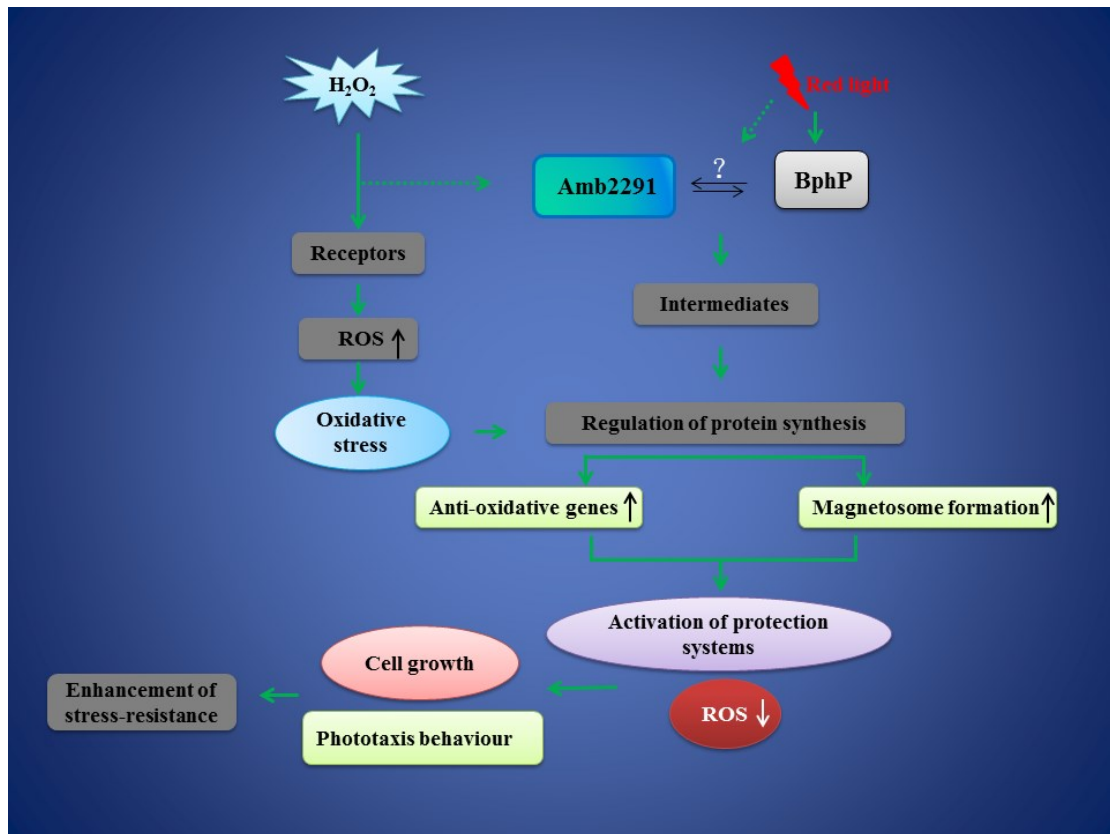 H₂O₂
Red light
?
Amb2291
BphP
Receptors
Intermediates
ROS
Oxidative
stress
Regulation of protein synthesis
Anti-oxidative genes
Magnetosome formation
Activation of protection
systems
Cell growth
Enhancement of
stress-resistance
ROS
Phototaxis behaviour